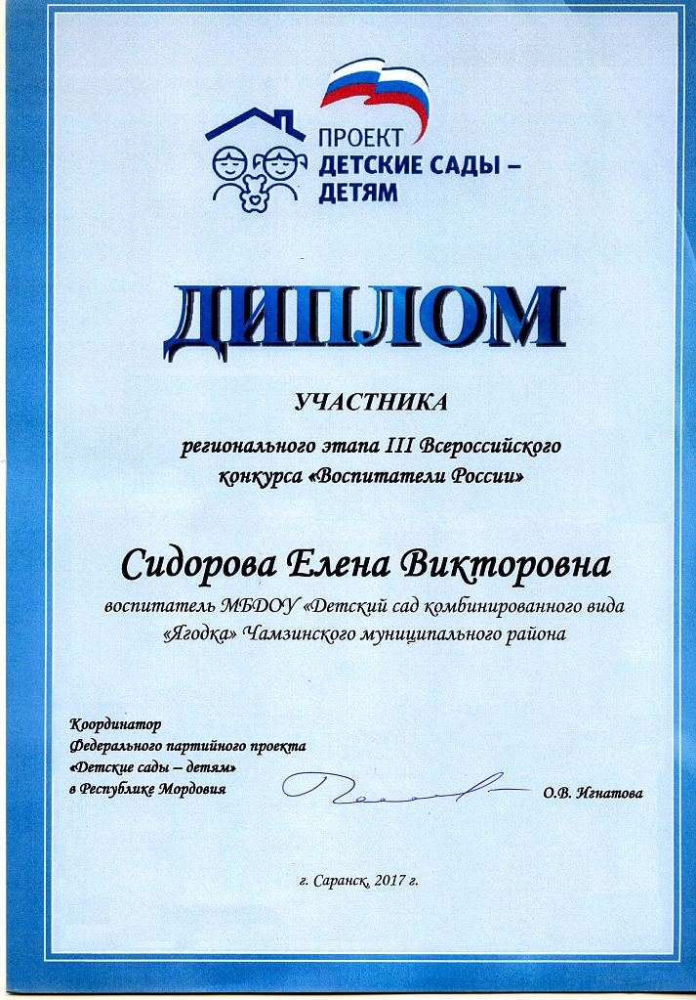 ПРОЕКТ
ДЕТСКИЕ САДЫ –
ДЕТЯМ
ДИПЛОМ
УЧАСТНИКА
регионального этапа III Всероссийского
конкурса «Воспитатели России»
Сидорова Елена Викторовна
воспитатель МБДОУ «Детский сад комбинированного вида
«Ягодка» Чамзинского муниципального района
Координатор
Федерального партийного проекта
«Детские сады – детям»
в Республике Мордовия
О.В. Игнатова
г. Саранск, 2017 г.